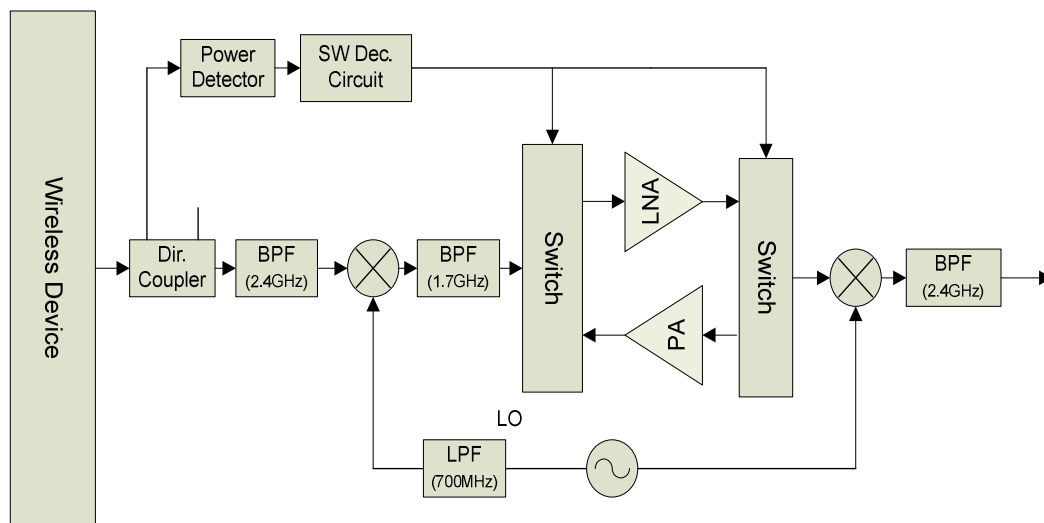 Wireless Device
Power
Detector
SW Dec.
Circuit
Dir.
Coupler
BPF
(2.4GHz)
BPF
(1.7GHz)
Switch
LNA
PA
Switch
BPF
(2.4GHz)
LO
LPF
(700MHz)